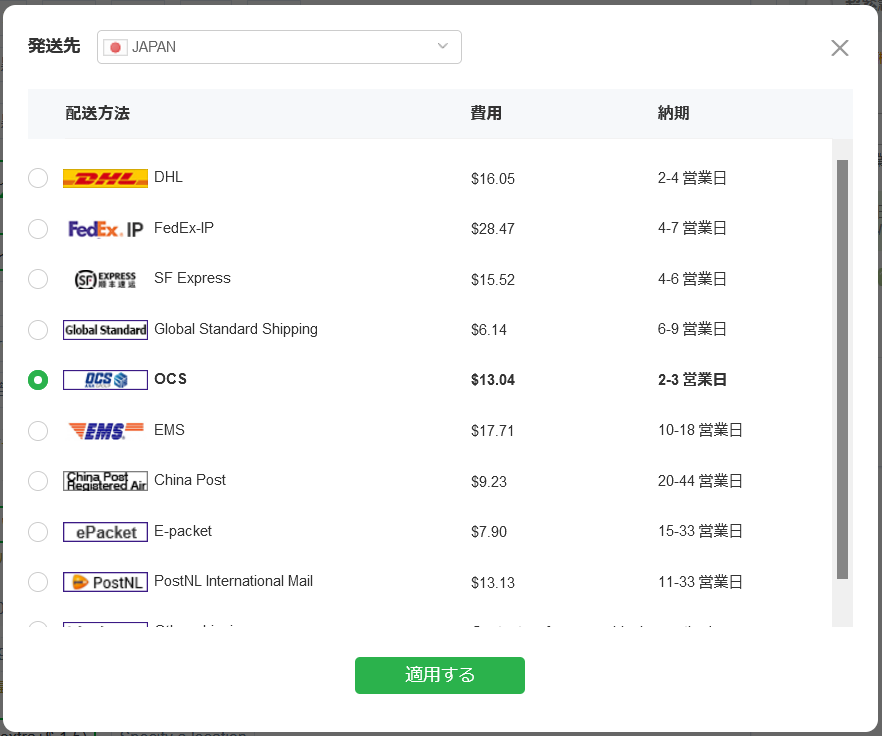 発送先 JAPAN
配送方法 費用 納期
DHL DHL $16.05 2-4 営業日
FedEx. IP FedEx-IP $28.47 4-7 営業日
SF EXPRESS 順丰速运 SF Express $15.52 4-6 営業日
Global Standard Global Standard Shipping $6.14 6-9 営業日
OCS OCS $13.04 2-3 営業日
EMS EMS $17.71 10-18 営業日
China Post Registered Air China Post $9.23 20-44 営業日
ePacket E-packet $7.90 15-33 営業日
PostNL PostNL International Mail $13.13 11-33 営業日
適用する